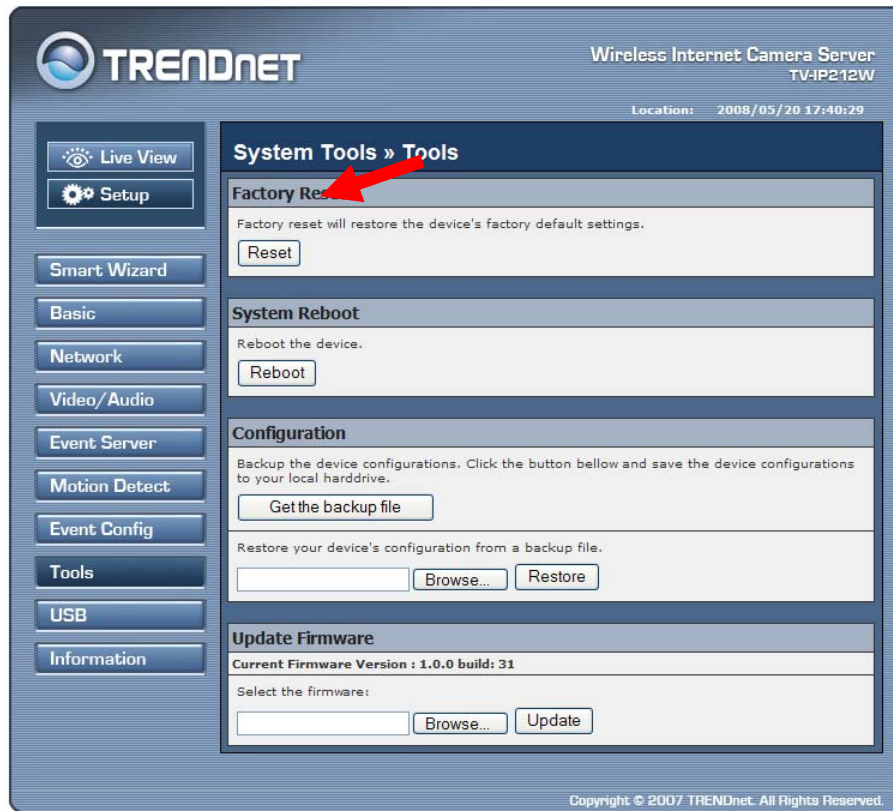 TRENDnet
Wireless Internet Camera Server
TV-IP212W
Location: 2008/05/20 17:40:29
Live View
Setup
Smart Wizard
Basic
Network
Video/Audio
Event Server
Motion Detect
Event Config
Tools
USB
Information
System Tools » Tools
Factory
Factory reset will restore the device's factory default settings.
Reset
System Reboot
Reboot the device.
Reboot
Configuration
Backup the device configurations. Click the button bellow and save the device configurations
to your local harddrive.
Get the backup file
Restore your device's configuration from a backup file.
Browse... Restore
Update Firmware
Current Firmware Version : 1.0.0 build: 31
Select the firmware:
Browse... Update
Copyright © 2007 TRENDnet. All Rights Reserved.